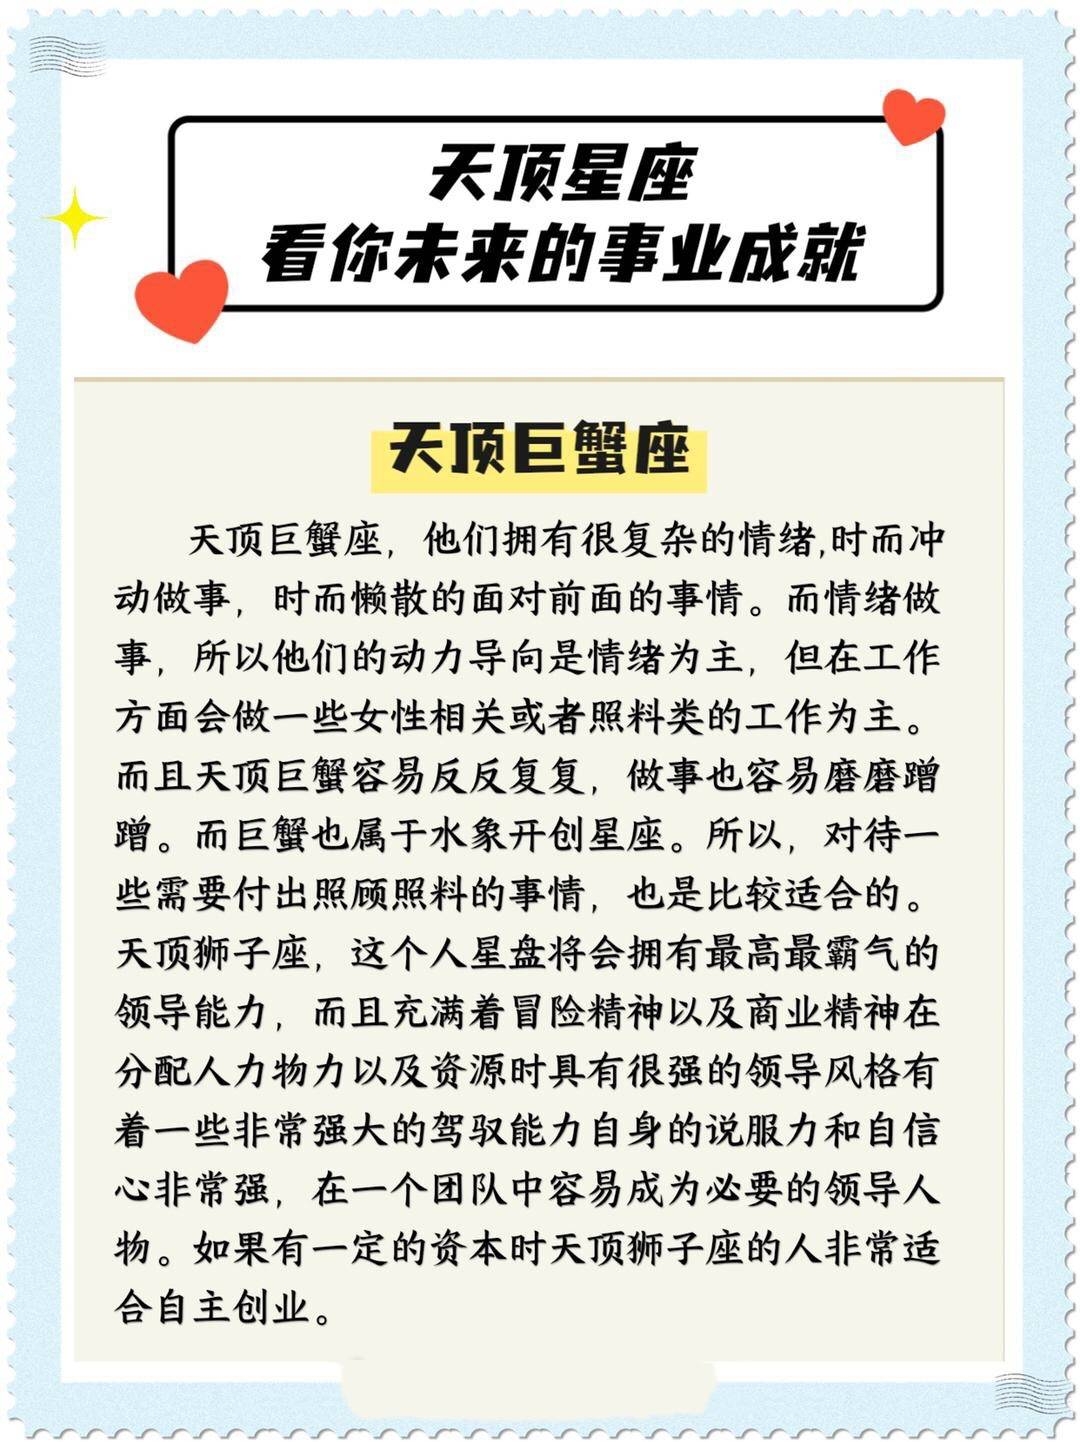 天顶星座
看你未来的事业成就
天顶巨蟹座
天顶巨蟹座，他们拥有很复杂的情绪,时而冲
动做事，时而懒散的面对前面的事情。而情绪做
事，所以他们的动力导向是情绪为主，但在工作
方面会做一些女性相关或者照料类的工作为主。
而且天顶巨蟹容易反反复复，做事也容易磨磨蹭
蹭。而巨蟹也属于水象开创星座。所以，对待一
些需要付出照顾照料的事情，也是比较适合的。
天顶狮子座，这个人星盘将会拥有最高最霸气的
领导能力，而且充满着冒险精神以及商业精神在
分配人力物力以及资源时具有很强的领导风格有
着一些非常强大的驾驭能力自身的说服力和自信
心非常强，在一个团队中容易成为必要的领导人
物。如果有一定的资本时天顶狮子座的人非常适
合自主创业。